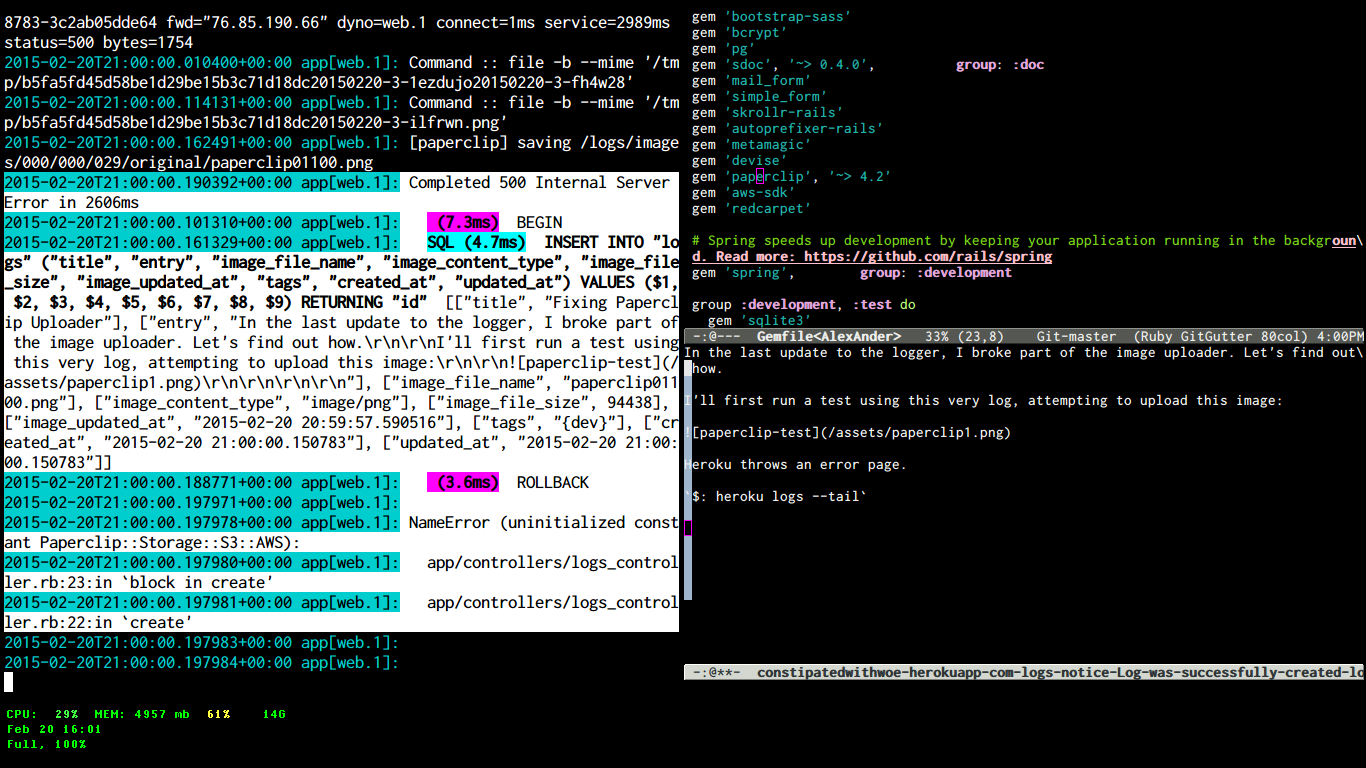 8783-3c2ab05dde64 fwd="76.85.190.66" dyno=web.1 connect=1ms service=2989ms
status=500 bytes=1754
2015-02-20T21:00:00.010400+00:00 app[web.1]: Command :: file -b --mime '/tm
p/b5fa5fd45d58be1d29be15b3c71d18dc20150220-3-1ezdujo20150220-3-fh4w28'
2015-02-20T21:00:00.114131+00:00 app[web.1]: Command :: file -b --mime '/tm
p/b5fa5fd45d58be1d29be15b3c71d18dc20150220-3-ilfrwn.png'
2015-02-20T21:00:00.162491+00:00 app[web.1]: [paperclip] saving /logs/image
s/000/000/029/original/paperclip01100.png
2015-02-20T21:00:00.190392+00:00 app[web.1]: Completed 500 Internal Server
Error in 2606ms
2015-02-20T21:00:00.101310+00:00 app[web.1]:    (7.3ms)  BEGIN
2015-02-20T21:00:00.161329+00:00 app[web.1]:   SQL (4.7ms)  INSERT INTO "lo
gs" ("title", "entry", "image_file_name", "image_content_type", "image_file
_size", "image_updated_at", "tags", "created_at", "updated_at") VALUES ($1,
 $2, $3, $4, $5, $6, $7, $8, $9) RETURNING "id"  [["title", "Fixing Papercl
ip Uploader"], ["entry", "In the last update to the logger, I broke part of
 the image uploader. Let's find out how.\r\n\r\nI'll first run a test using
 this very log, attempting to upload this image:\r\n\r\n![paperclip-test](/
assets/paperclip1.png)\r\n\r\n\r\n\r\n"], ["image_file_name", "paperclip011
00.png"], ["image_content_type", "image/png"], ["image_file_size", 94438],
["image_updated_at", "2015-02-20 20:59:57.590516"], ["tags", "{dev}"], ["cr
eated_at", "2015-02-20 21:00:00.150783"], ["updated_at", "2015-02-20 21:00:
00.150783"]]
2015-02-20T21:00:00.188771+00:00 app[web.1]:    (3.6ms)  ROLLBACK
2015-02-20T21:00:00.197971+00:00 app[web.1]:
2015-02-20T21:00:00.197978+00:00 app[web.1]: NameError (uninitialized const
ant Paperclip::Storage::S3::AWS):
2015-02-20T21:00:00.197980+00:00 app[web.1]:   app/controllers/logs_control
ler.rb:23:in `block in create'
2015-02-20T21:00:00.197981+00:00 app[web.1]:   app/controllers/logs_control
ler.rb:22:in `create'
2015-02-20T21:00:00.197983+00:00 app[web.1]:
2015-02-20T21:00:00.197984+00:00 app[web.1]:
CPU:  29%  MEM: 4957 mb  61%    14G
Feb 20 16:01
Full, 100%
gem 'bootstrap-sass'
gem 'bcrypt'
gem 'pg'
gem 'sdoc', '~> 0.4.0',          group: :doc
gem 'mail_form'
gem 'simple_form'
gem 'skrollr-rails'
gem 'autoprefixer-rails'
gem 'metamagic'
gem 'devise'
gem 'paperclip', '~> 4.2'
gem 'aws-sdk'
gem 'redcarpet'
# Spring speeds up development by keeping your application running in the backgroun\
d. Read more: https://github.com/rails/spring
gem 'spring',        group: :development
group :development, :test do
  gem 'sqlite3'
-:@---  Gemfile<AlexAnder>   33% (23,8)    Git-master  (Ruby GitGutter 80col) 4:00PM
In the last update to the logger, I broke part of the image uploader. Let's find out\
how.
I'll first run a test using this very log, attempting to upload this image:
![paperclip-test](/assets/paperclip1.png)
Heroku throws an error page.
`$: heroku logs --tail`
-:@**-  constipatedwithwoe-herokuapp-com-logs-notice-Log-was-successfully-created-lo